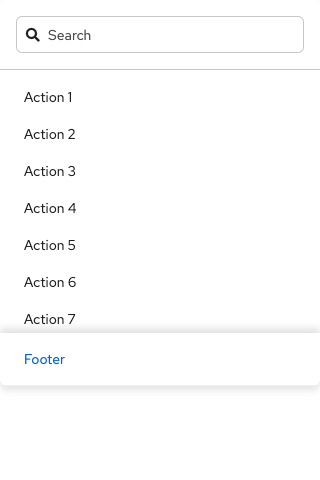 Search
Action 1
Action 2
Action 3
Action 4
Action 5
Action 6
Action 7
Footer